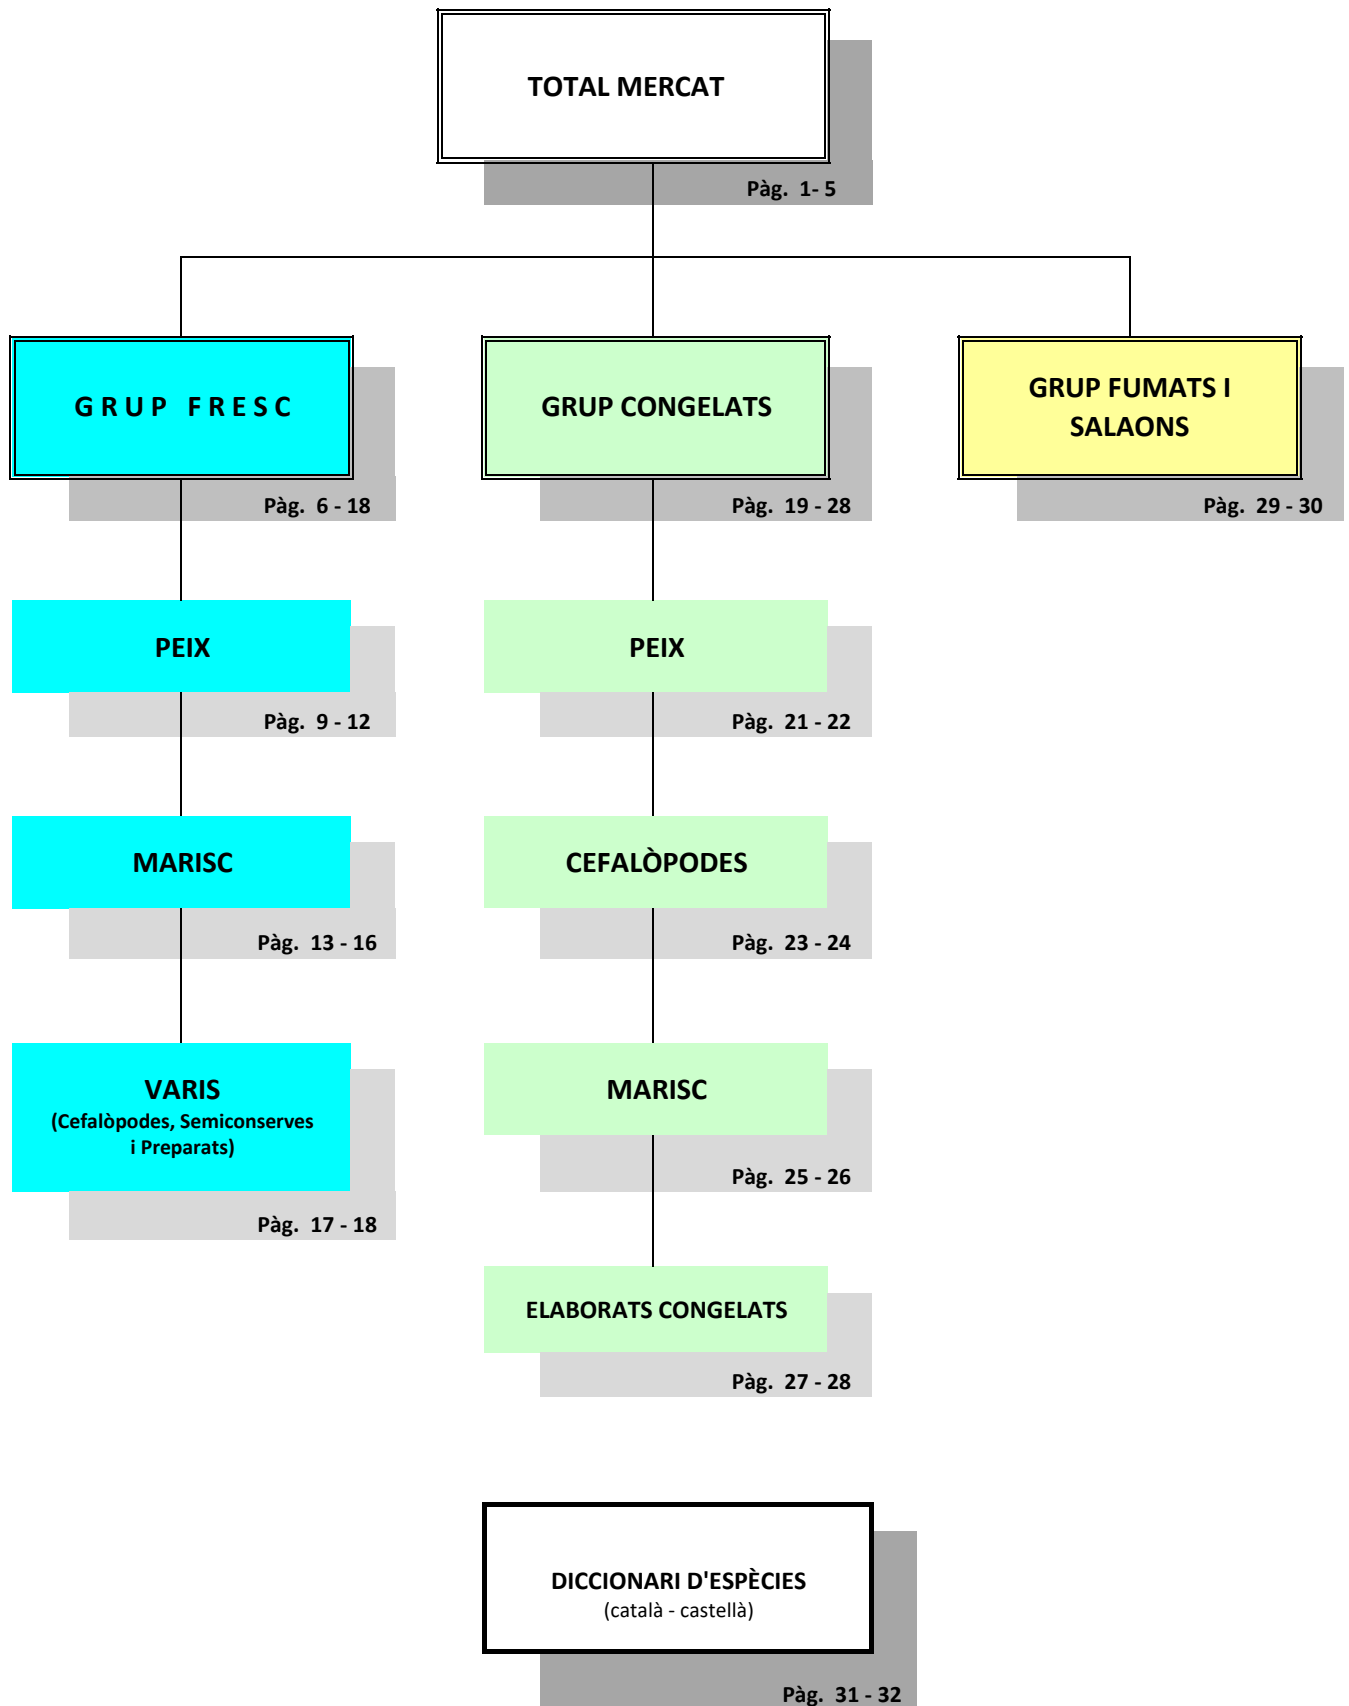 TOTAL MERCAT
Pàg. 1- 5
GRUP FRESC
Pàg. 6 - 18
GRUP CONGELATS
Pàg. 19 - 28
GRUP FUMATS I
SALAONS
Pàg. 29 - 30
PEIX
Pàg. 9 - 12
PEIX
Pàg. 21 - 22
MARISC
Pàg. 13 - 16
CEFALÒPODES
Pàg. 23 - 24
VARIS
(Cefalòpodes, Semiconserves
i Preparats)
Pàg. 17 - 18
MARISC
Pàg. 25 - 26
ELABORATS CONGELATS
Pàg. 27 - 28
DICCIONARI D'ESPÈCIES
(català - castellà)
Pàg. 31 - 32